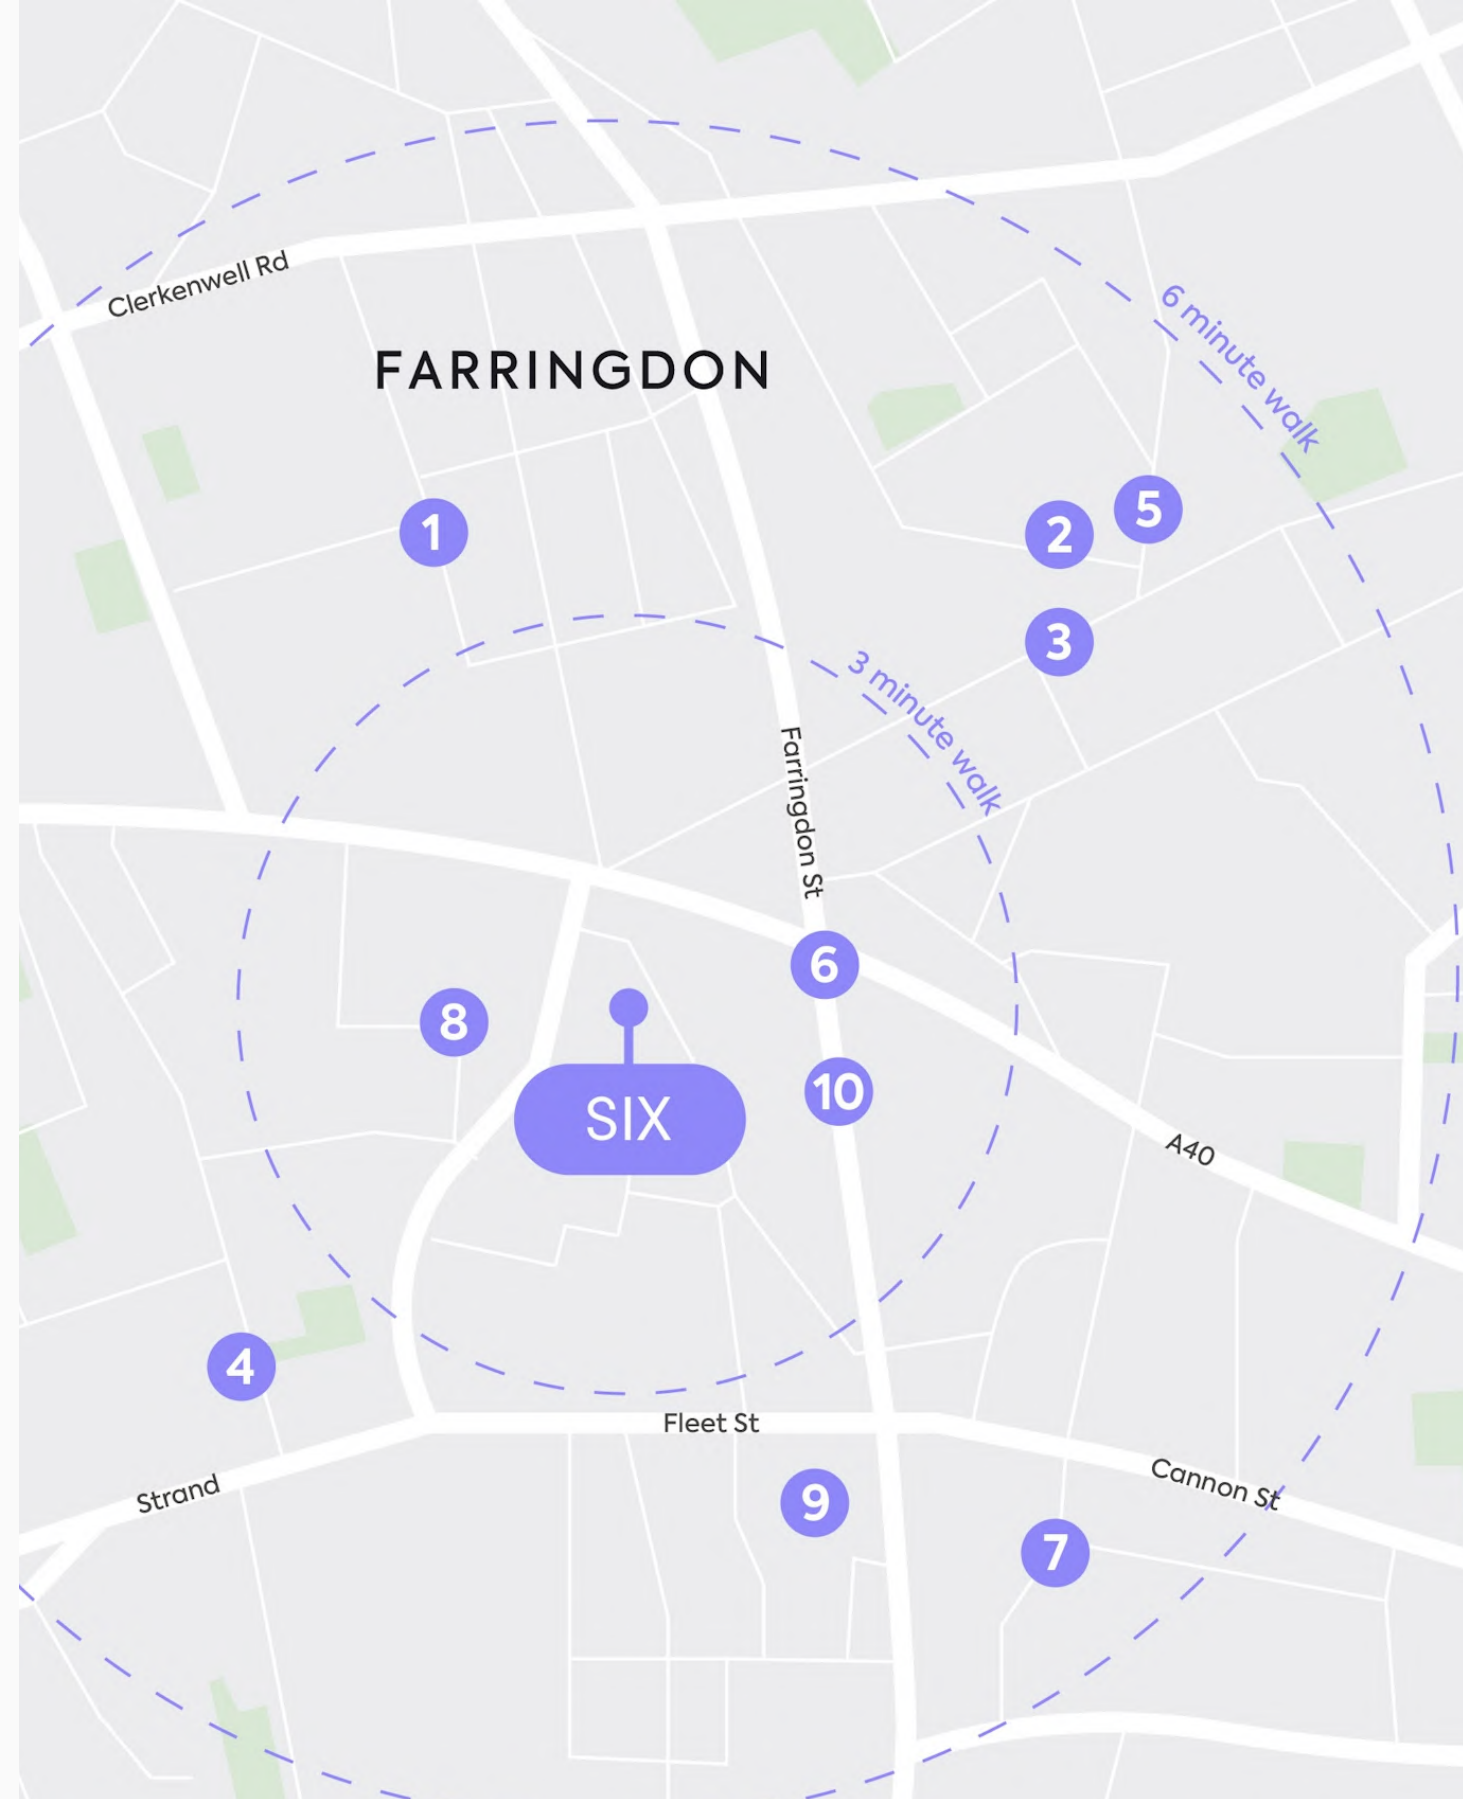 Clerkenwell Rd
6 minute walk
FARRINGDON
5
2
1
3
3 minute walk
Farringdon St
6
8
10
SIX
A40
4
Fleet St
Cannon St
Strand
9
7